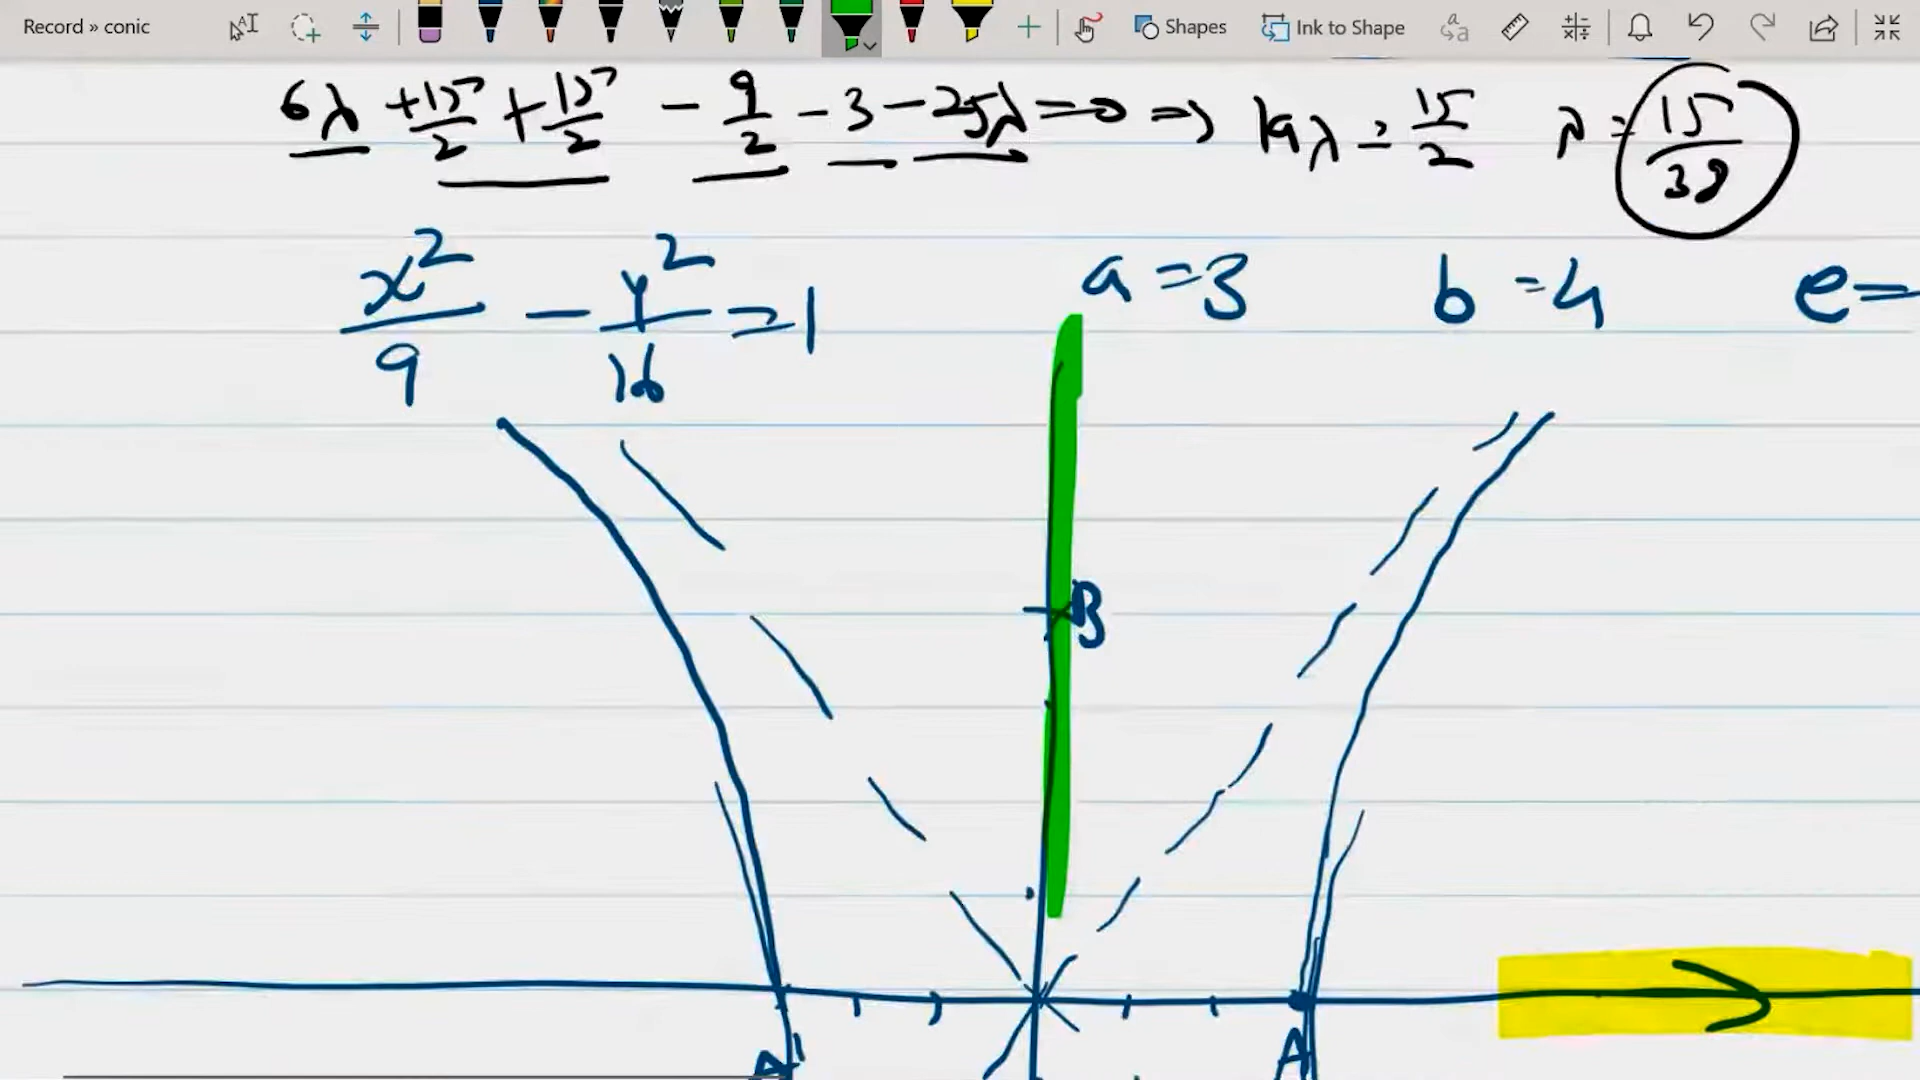 Record » conic
Shapes
Ink to Shape
6λ + 15/2 + 15/2 - 9/2 - 3 - 25λ = 0 => 19λ = 15/2 λ = 15/38
x²/9 - y²/16 = 1 a = 3 b = 4 e =
B
A' A